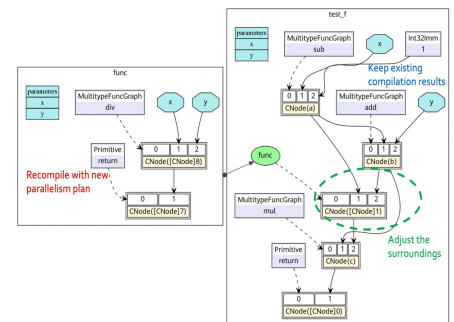 test_f
parameters
x
y
MultitypeFuncGraph
sub
x
Int32Imm
1
Keep existing
compilation results
0 1 2
CNode(a)
MultitypeFuncGraph
add
y
0 1 2
CNode(b)
func
parameters
x
y
MultitypeFuncGraph
div
x
y
Primitive
return
0 1 2
CNode([CNode]8)
Recompile with new
parallelism plan
0 1
CNode([CNode]7)
func
0 1 2
CNode([CNode]1)
MultitypeFuncGraph
mul
Adjust the
surroundings
0 1 2
CNode(c)
Primitive
return
0 1
CNode([CNode]0)